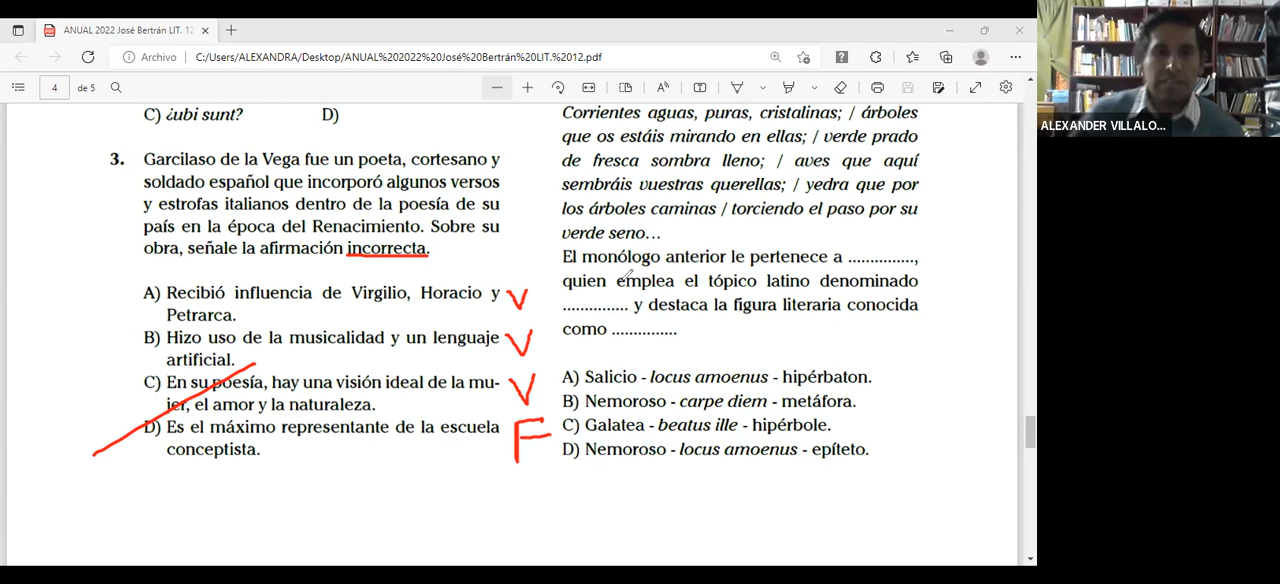 ANUAL 2022 José Bertrán LIT. 12
Archivo C:/Users/ALEXANDRA/Desktop/ANUAL%202022%20José%20Bertrán%20LIT.%2012.pdf
4 de 5
C) ¿ubi sunt? D)
3. Garcilaso de la Vega fue un poeta, cortesano y
soldado español que incorporó algunos versos
y estrofas italianos dentro de la poesía de su
país en la época del Renacimiento. Sobre su
obra, señale la afirmación incorrecta.
A) Recibió influencia de Virgilio, Horacio y V
Petrarca.
B) Hizo uso de la musicalidad y un lenguaje V
artificial.
C) En su poesía, hay una visión ideal de la mu- V
jer, el amor y la naturaleza.
D) Es el máximo representante de la escuela F
conceptista.
Corrientes aguas, puras, cristalinas; / árboles
que os estáis mirando en ellas; / verde prado
de fresca sombra lleno; / aves que aquí
sembráis vuestras querellas; / yedra que por
los árboles caminas / torciendo el paso por su
verde seno...
El monólogo anterior le pertenece a ..............,
quien emplea el tópico latino denominado
.............. y destaca la figura literaria conocida
como ..............
A) Salicio - locus amoenus - hipérbaton.
B) Nemoroso - carpe diem - metáfora.
C) Galatea - beatus ille - hipérbole.
D) Nemoroso - locus amoenus - epíteto.
ALEXANDER VILLALO...